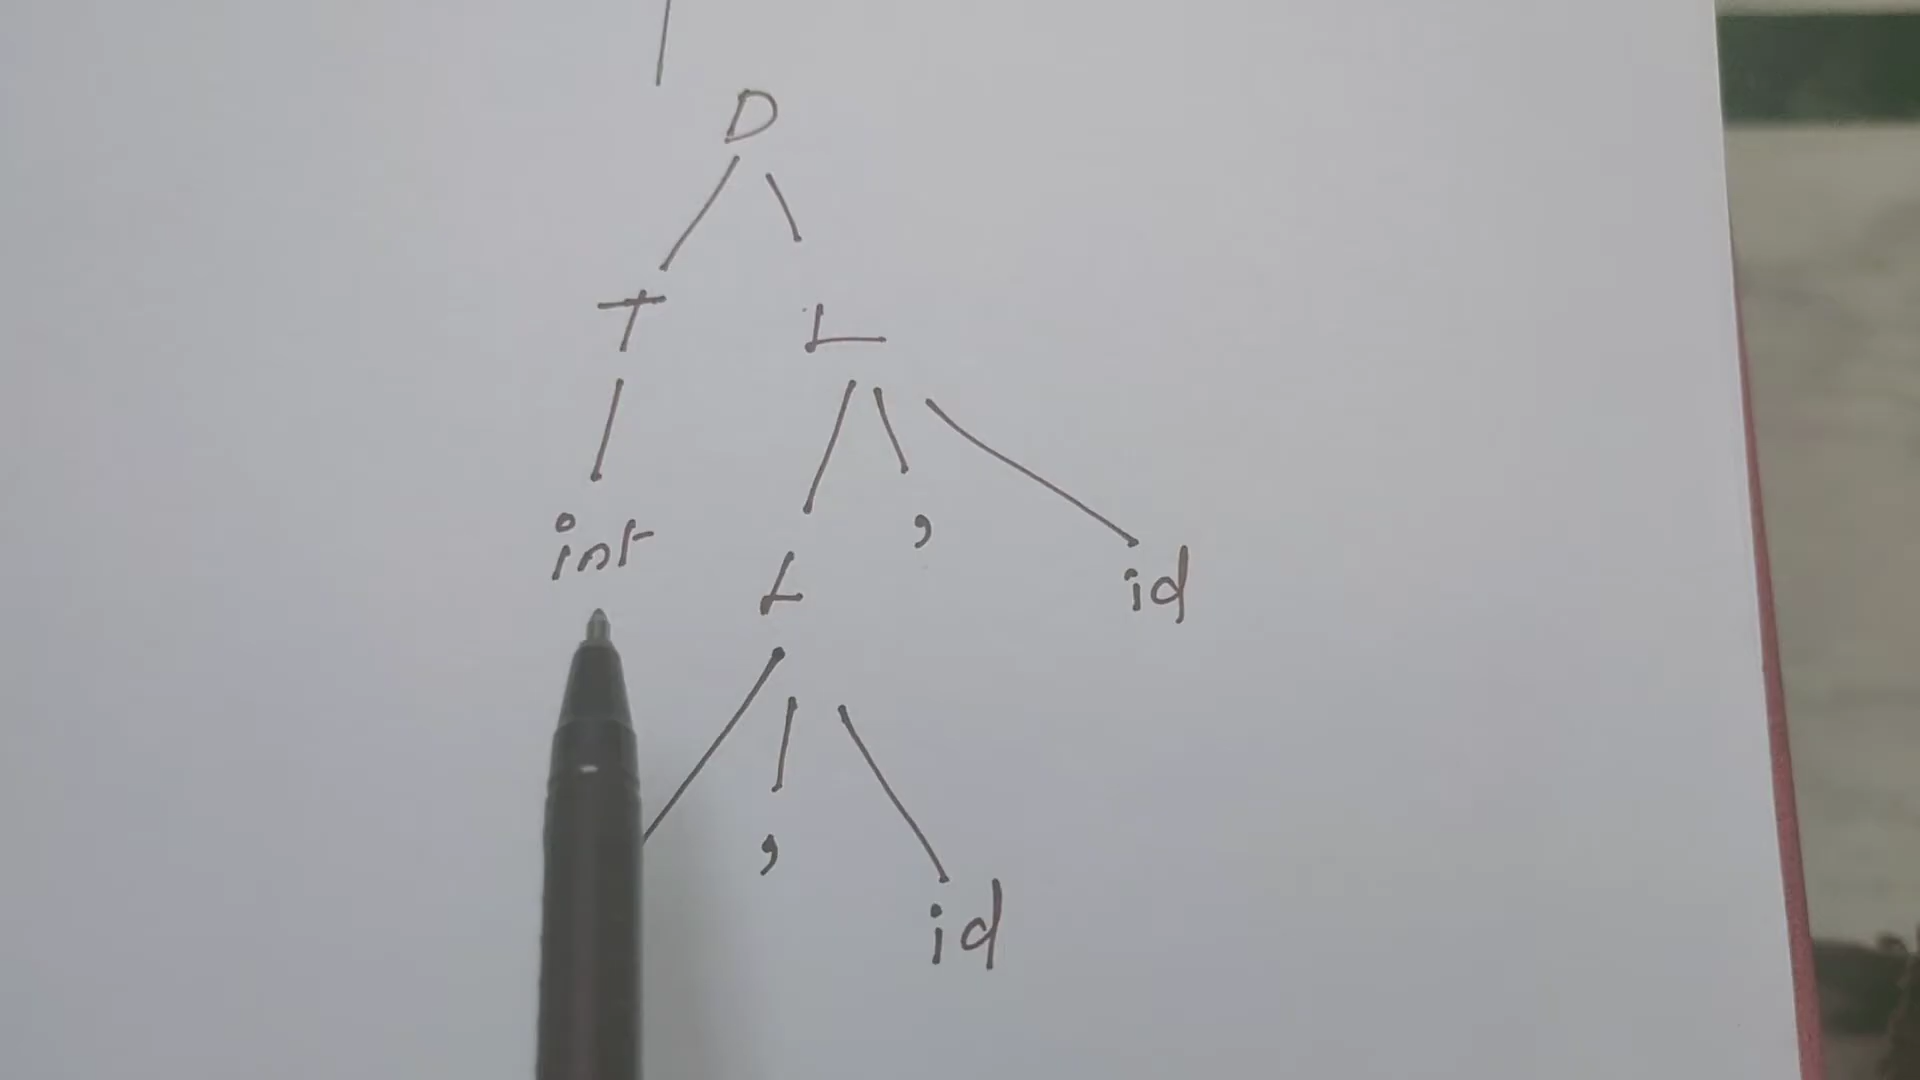 D
T L
int L , id
, id